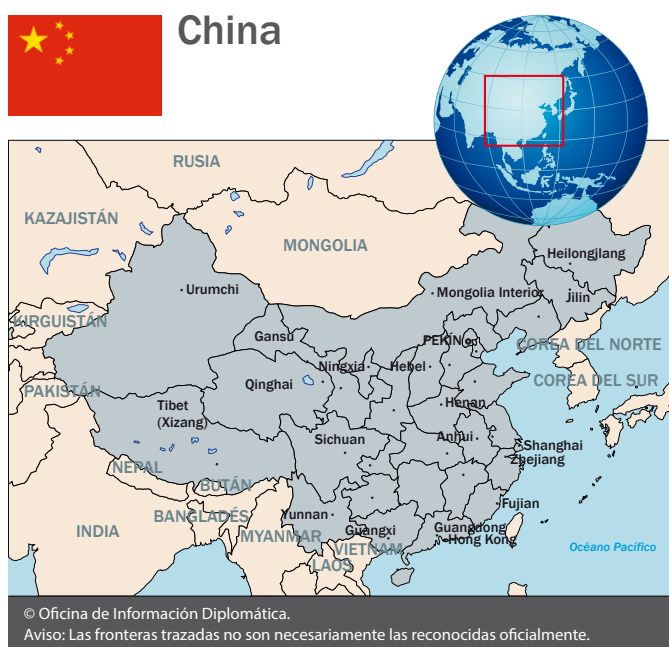 China
RUSIA
KAZAJISTÁN
MONGOLIA
Heilongjlang
Urumchi
Mongolia Interior
Jilin
KIRGUISTÁN
Gansu
PEKÍN
COREA DEL NORTE
Ningxia
Hebel
Qinghai
COREA DEL SUR
PAKISTÁN
Tibet
(Xizang)
Henan
Sichuan
Anhui
Shanghai
Zhejiang
NEPAL
BUTÁN
Fujian
BANGLADÉS
Yunnan
INDIA
MYANMAR
Guangxi
Guangdong
Hong Kong
VIETNAM
Océano Pacífico
LAOS
© Oficina de Información Diplomática.
Aviso: Las fronteras trazadas no son necesariamente las reconocidas oficialmente.